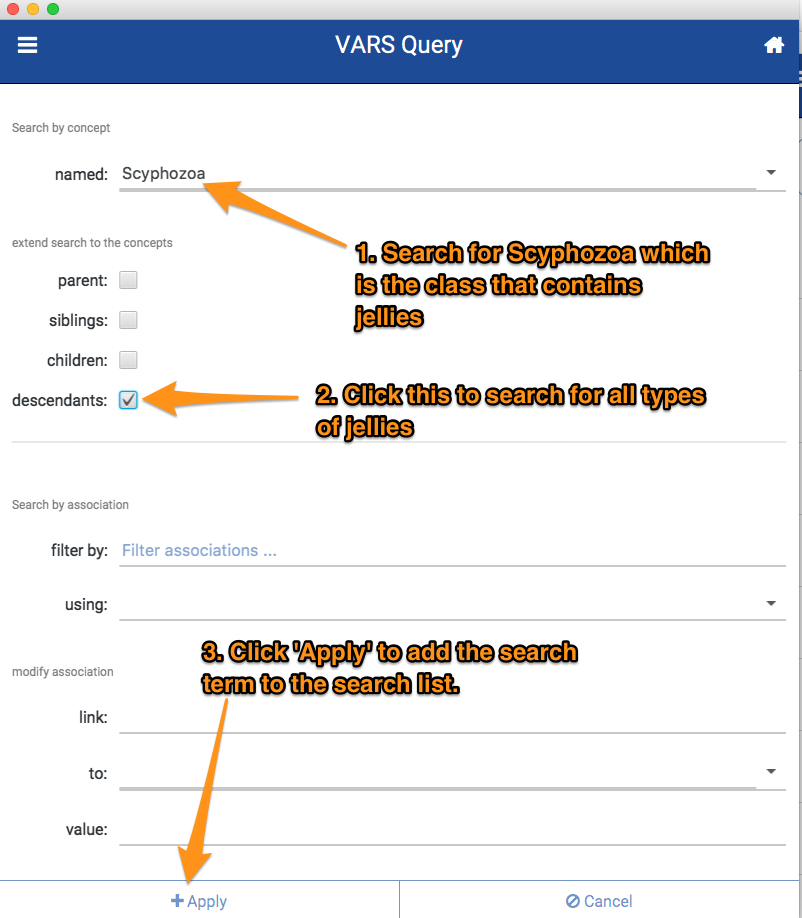 VARS Query
Search by concept
named: Scyphozoa
1. Search for Scyphozoa which
is the class that contains
jellies
extend search to the concepts
parent:
siblings:
children:
descendants:
2. Click this to search for all types
of jellies
Search by association
filter by: Filter associations ...
using:
3. Click 'Apply' to add the search
term to the search list.
modify association
link:
to:
value:
Apply
Cancel